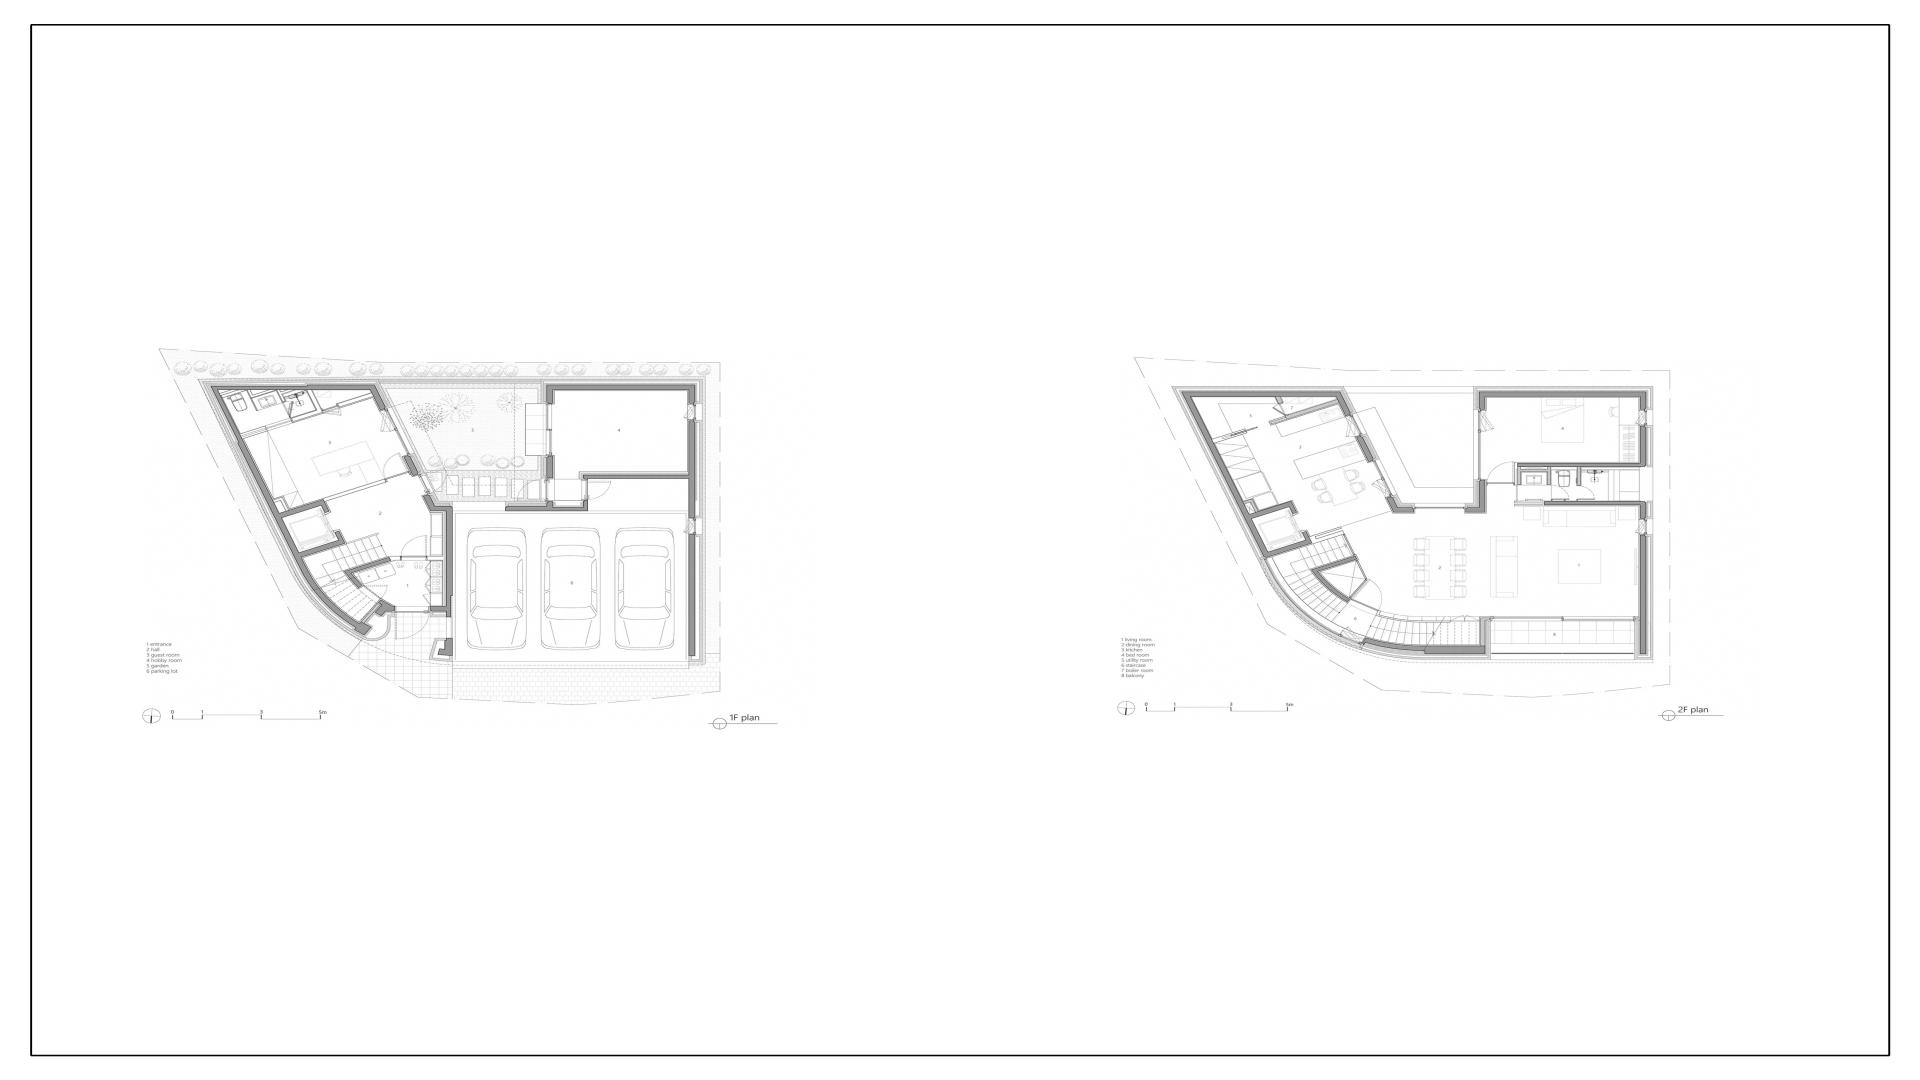 1 entrance
2 hall
3 guest room
4 hobby room
5 garden
6 parking lot
0 1 3 5m
1F plan
3
5
4
2
1
6
1 living room
2 dining room
3 kitchen
4 bed room
5 utility room
6 staircase
7 boiler room
8 balcony
0 1 3 5m
2F plan
5
7
3
4
2
1
6
8